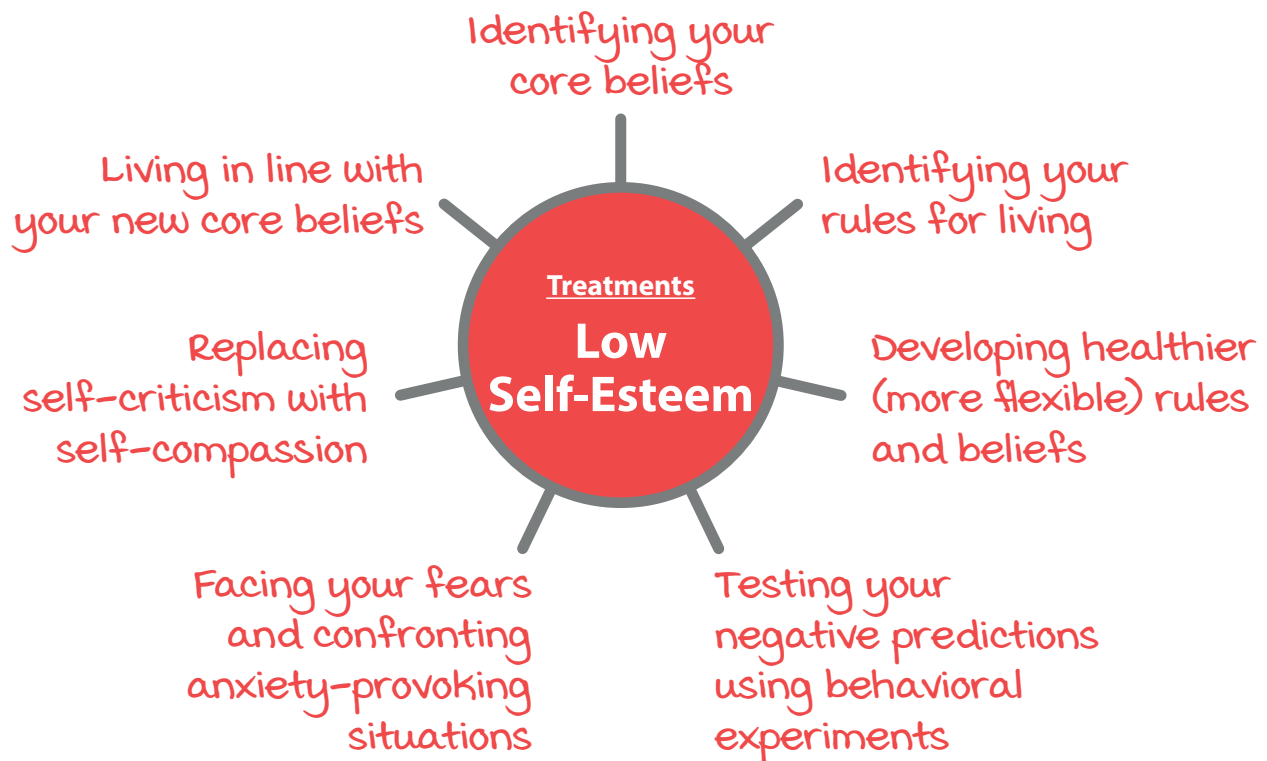 Identifying your
core beliefs
Identifying your
rules for living
Developing healthier
(more flexible) rules
and beliefs
Testing your
negative predictions
using behavioral
experiments
Facing your fears
and confronting
anxiety-provoking
situations
Replacing
self-criticism with
self-compassion
Living in line with
your new core beliefs
Treatments
Low
Self-Esteem